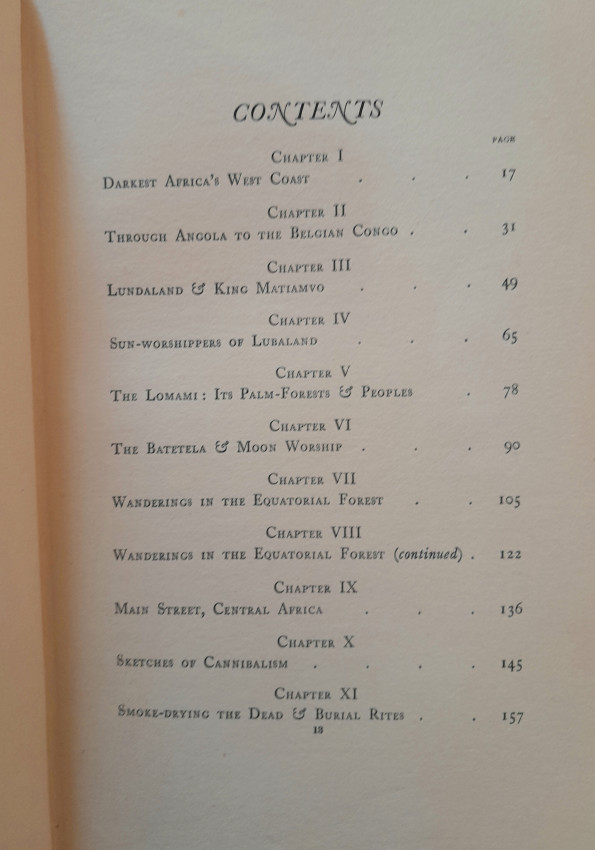 CONTENTS
PAGE
CHAPTER I
DARKEST AFRICA'S WEST COAST . . . 17
CHAPTER II
THROUGH ANGOLA TO THE BELGIAN CONGO . . 31
CHAPTER III
LUNDALAND & KING MATIAMVO . . . 49
CHAPTER IV
SUN-WORSHIPPERS OF LUBALAND . . . 65
CHAPTER V
THE LOMAMI: ITS PALM-FORESTS & PEOPLES . 78
CHAPTER VI
THE BATETELA & MOON WORSHIP . . . 90
CHAPTER VII
WANDERINGS IN THE EQUATORIAL FOREST . . 105
CHAPTER VIII
WANDERINGS IN THE EQUATORIAL FOREST (continued) . 122
CHAPTER IX
MAIN STREET, CENTRAL AFRICA . . . 136
CHAPTER X
SKETCHES OF CANNIBALISM . . . . 145
CHAPTER XI
SMOKE-DRYING THE DEAD & BURIAL RITES . . 157
13